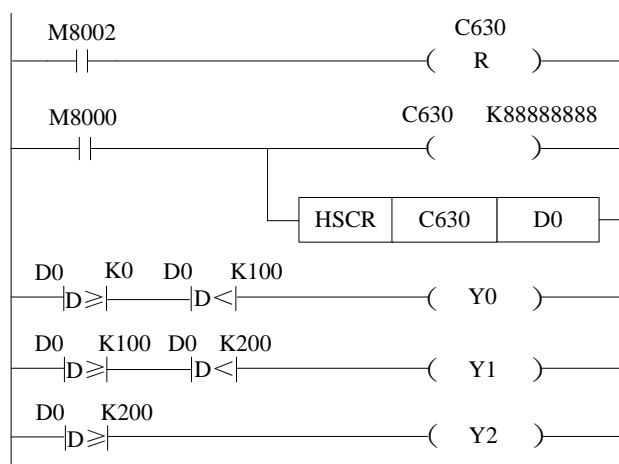 M8002 C630
( R )
M8000 C630 K88888888
( )
HSCR C630 D0
D0 K0 D0 K100
D≥ D< ( Y0 )
D0 K100 D0 K200
D≥ D< ( Y1 )
D0 K200
D≥ ( Y2 )